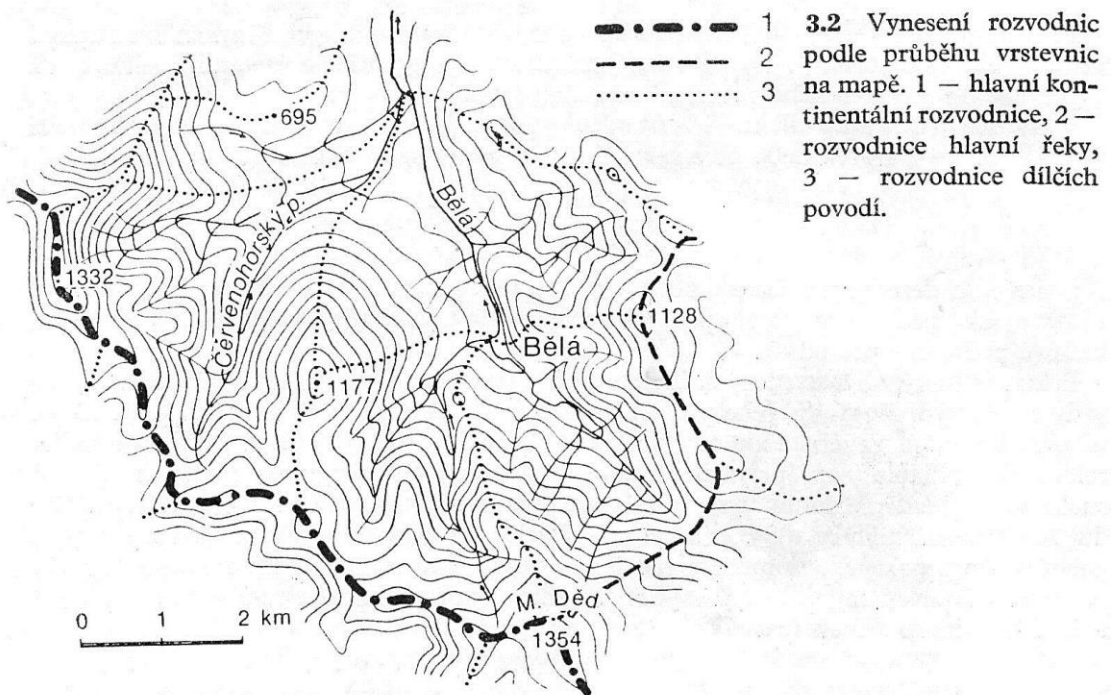 1
2
3
3.2 Vynesení rozvodnic
podle průběhu vrstevnic
na mapě. 1 — hlavní kon-
tinentální rozvodnice, 2 —
rozvodnice hlavní řeky,
3 — rozvodnice dílčích
povodí.
695
Bělá
Červenohorský p.
1332
1128
Bělá
1177
M. Děd
1354
0 1 2 km